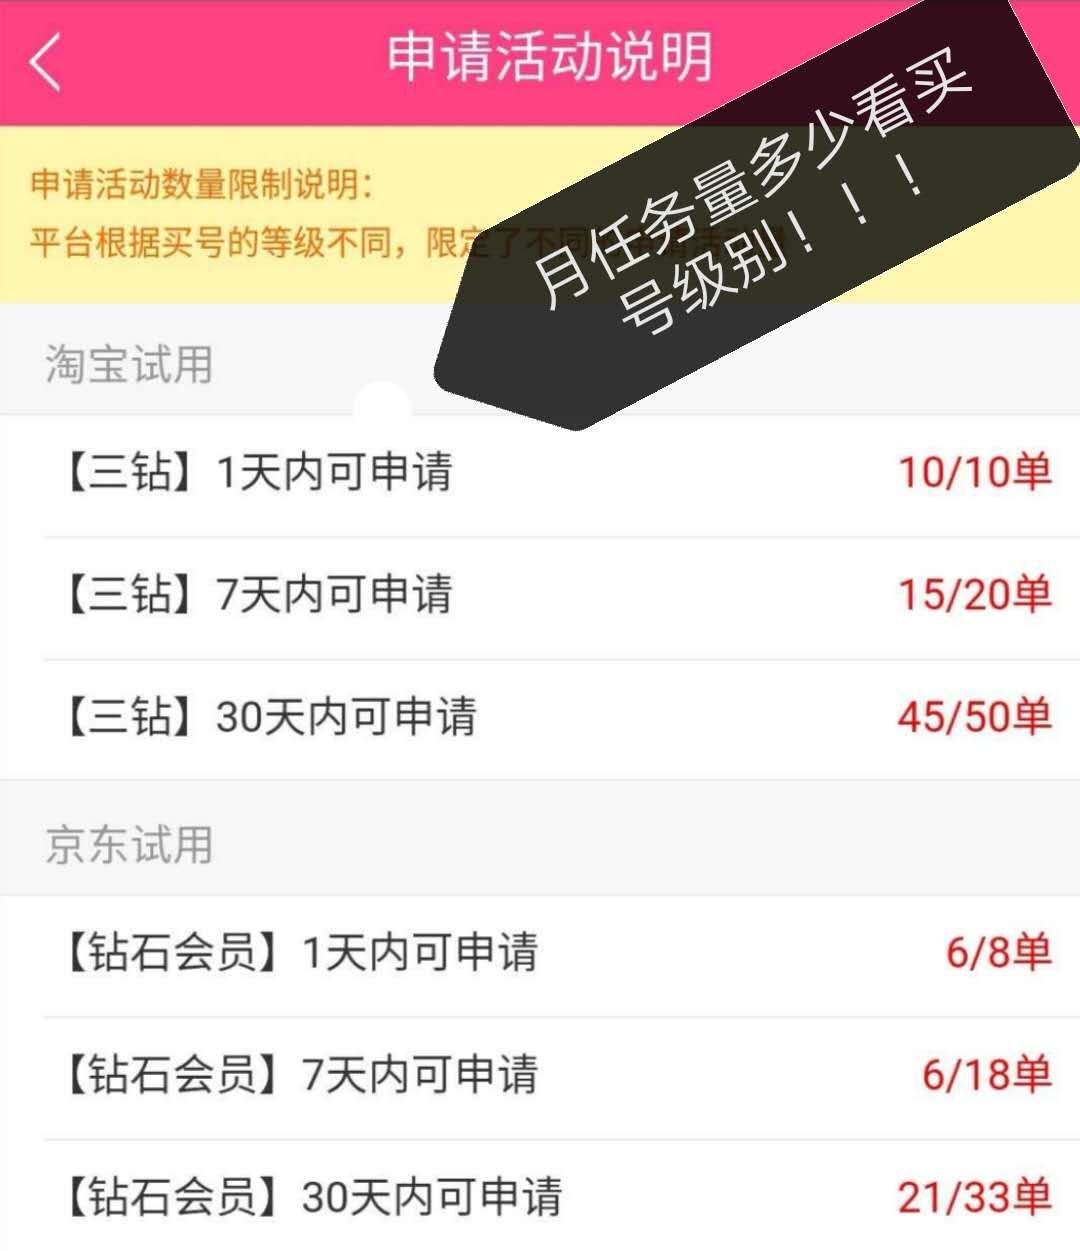 申请活动说明
月任务量多少看买
号级别！！！
申请活动数量限制说明：
平台根据买号的等级不同，限定了不同的申请活动
淘宝试用
【三钻】1天内可申请 10/10单
【三钻】7天内可申请 15/20单
【三钻】30天内可申请 45/50单
京东试用
【钻石会员】1天内可申请 6/8单
【钻石会员】7天内可申请 6/18单
【钻石会员】30天内可申请 21/33单